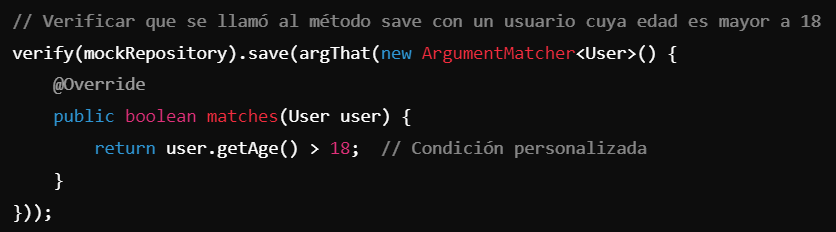 // Verificar que se llamó al método save con un usuario cuya edad es mayor a 18
verify(mockRepository).save(argThat(new ArgumentMatcher<User>() {
    @Override
    public boolean matches(User user) {
        return user.getAge() > 18;  // Condición personalizada
    }
}));